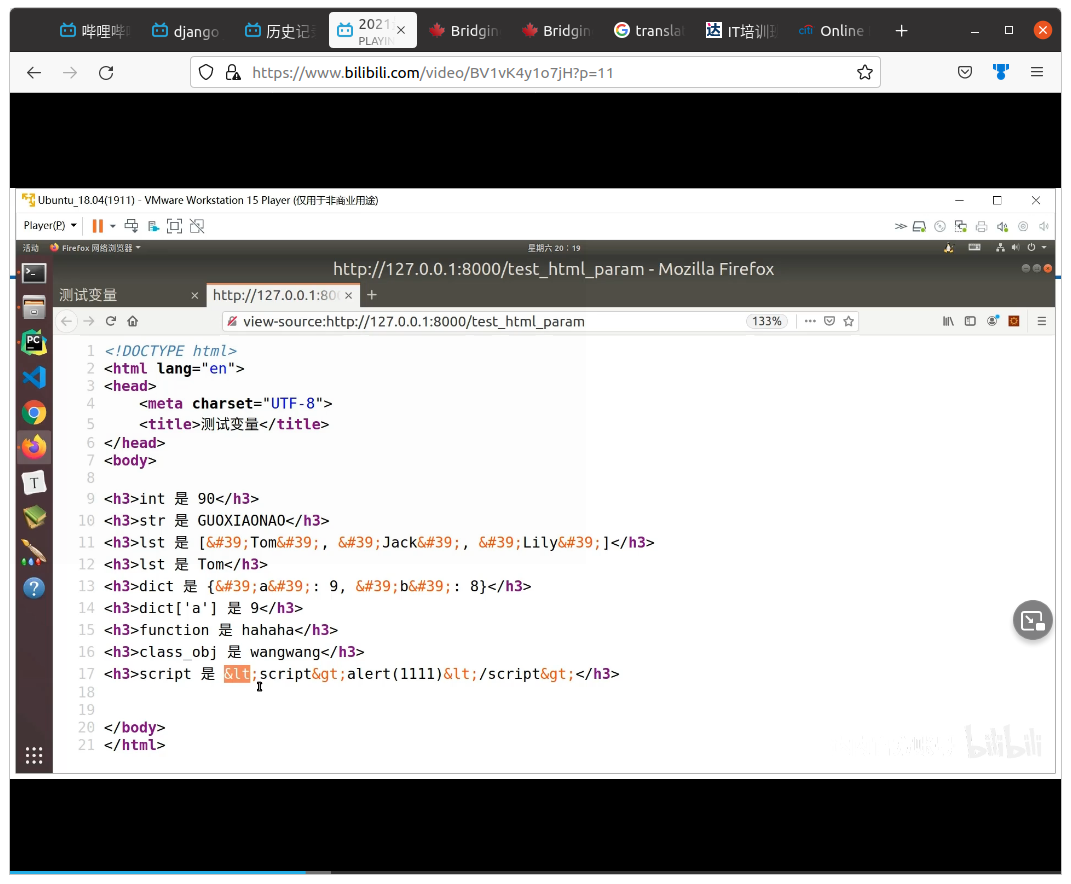 哔哩哔
django
历史记
2021
PLAYIN
Bridgin
Bridgin
translat
IT培训
Online
https://www.bilibili.com/video/BV1vK4y1o7jH?p=11
Ubuntu_18.04(1911) - VMware Workstation 15 Player (仅用于非商业用途)
Player(P)
活动 Firefox 网络浏览器 星期六 20：19
http://127.0.0.1:8000/test_html_param - Mozilla Firefox
测试变量 http://127.0.0.1:80
view-source:http://127.0.0.1:8000/test_html_param 133%
1 <!DOCTYPE html>
2 <html lang="en">
3 <head>
4 <meta charset="UTF-8">
5 <title>测试变量</title>
6 </head>
7 <body>
8
9 <h3>int 是 90</h3>
10 <h3>str 是 GUOXIAONAO</h3>
11 <h3>lst 是 [&#39;Tom&#39;, &#39;Jack&#39;, &#39;Lily&#39;]</h3>
12 <h3>lst 是 Tom</h3>
13 <h3>dict 是 {&#39;a&#39;: 9, &#39;b&#39;: 8}</h3>
14 <h3>dict['a'] 是 9</h3>
15 <h3>function 是 hahaha</h3>
16 <h3>class_obj 是 wangwang</h3>
17 <h3>script 是 &lt;script&gt;alert(1111)&lt;/script&gt;</h3>
18
19
20 </body>
21 </html>
bilibili